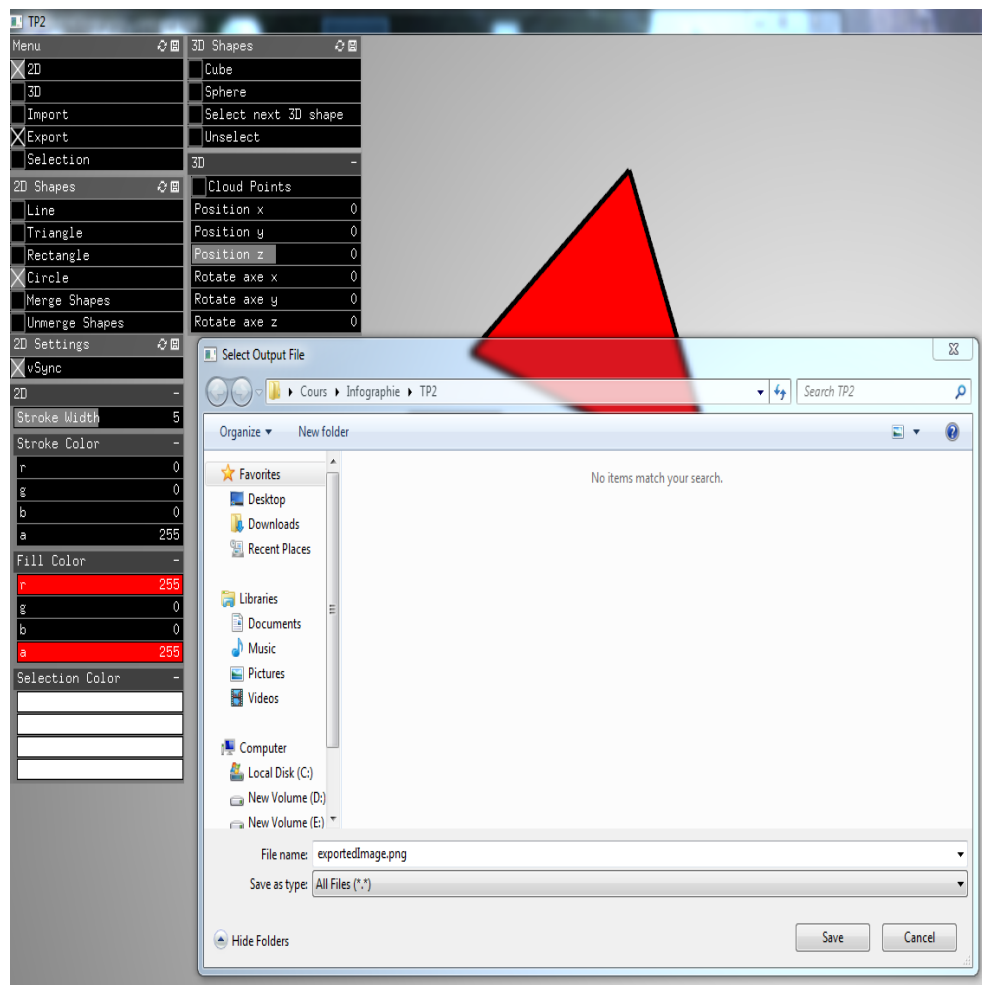 TP2
Menu
2D
3D
Import
Export
Selection
2D Shapes
Line
Triangle
Rectangle
Circle
Merge Shapes
Unmerge Shapes
2D Settings
vSync
2D -
Stroke Width 5
Stroke Color -
r 0
g 0
b 0
a 255
Fill Color -
r 255
g 0
b 0
a 255
Selection Color -
3D Shapes
Cube
Sphere
Select next 3D shape
Unselect
3D -
Cloud Points
Position x 0
Position y 0
Position z 0
Rotate axe x 0
Rotate axe y 0
Rotate axe z 0
Select Output File
Cours Infographie TP2
Search TP2
Organize New folder
Favorites
Desktop
Downloads
Recent Places
Libraries
Documents
Music
Pictures
Videos
Computer
Local Disk (C:)
New Volume (D:)
New Volume (E:)
No items match your search.
File name: exportedImage.png
Save as type: All Files (*.*)
Hide Folders
Save Cancel